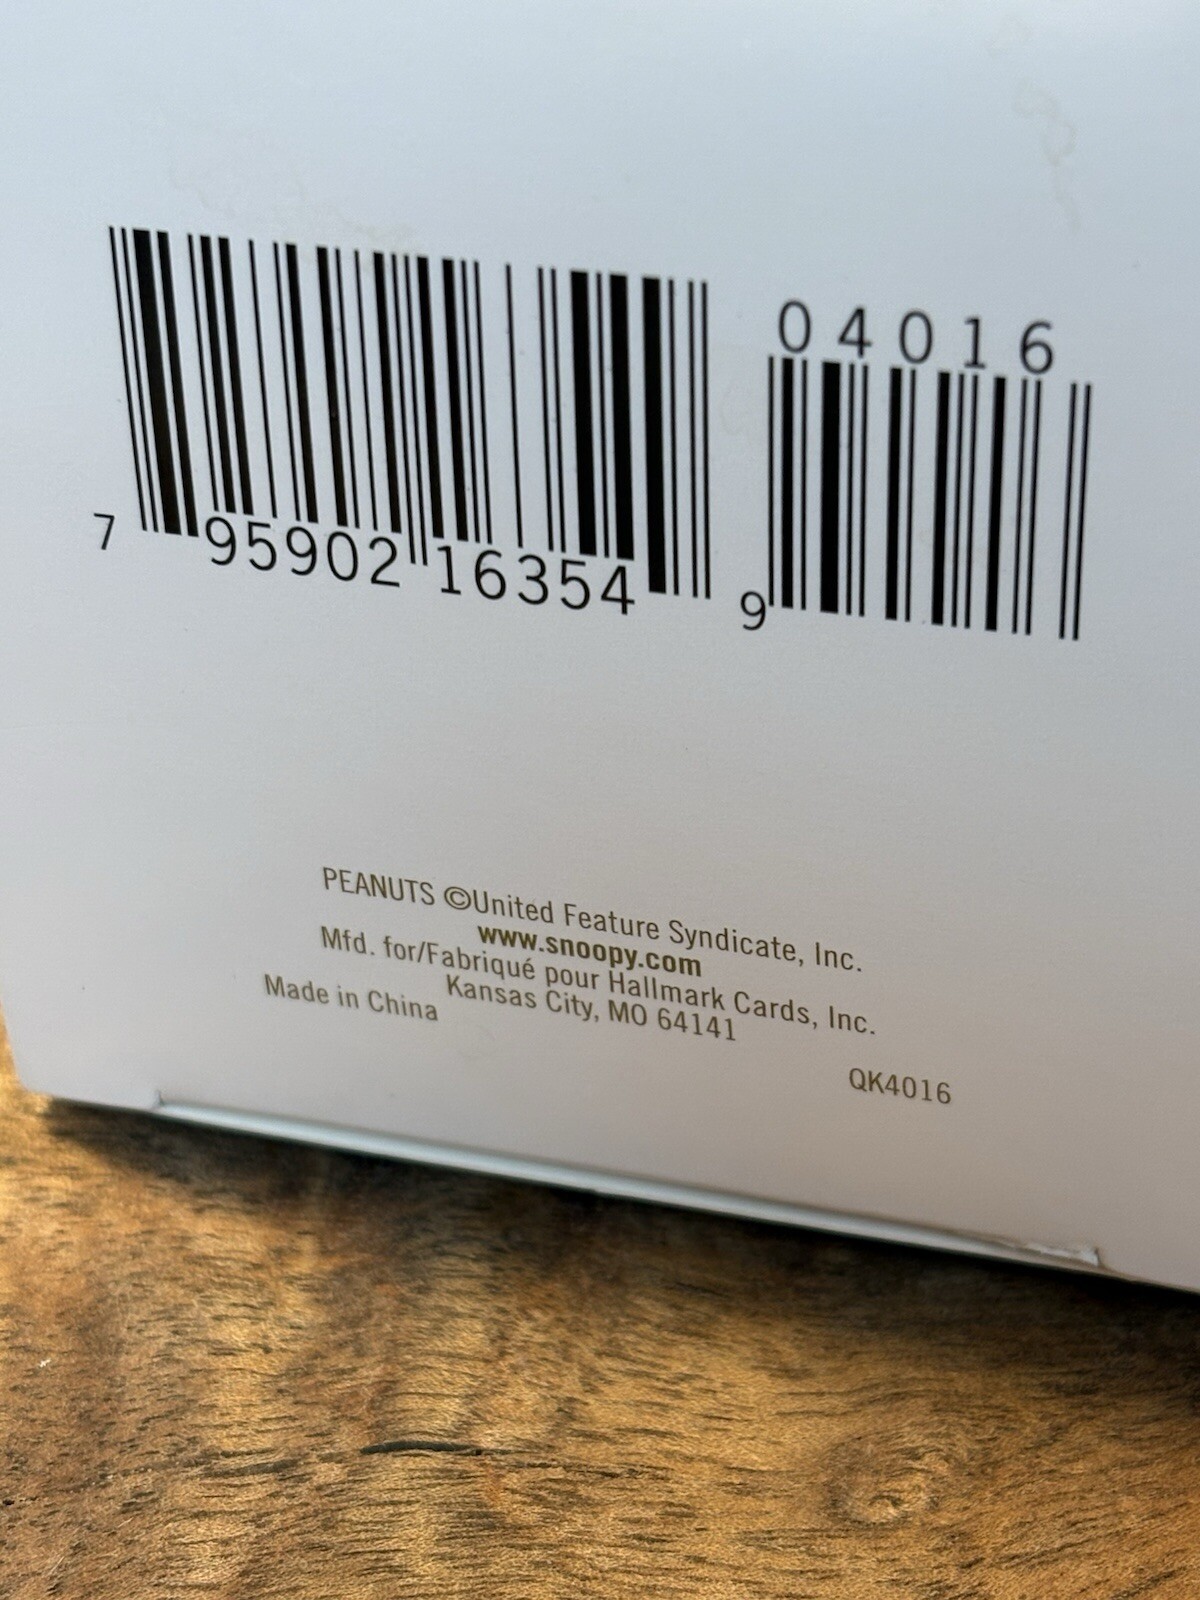 04016
7 95902 16354 9
PEANUTS ©United Feature Syndicate, Inc.
www.snoopy.com
Mfd. for/Fabriqué pour Hallmark Cards, Inc.
Kansas City, MO 64141
Made in China
QK4016